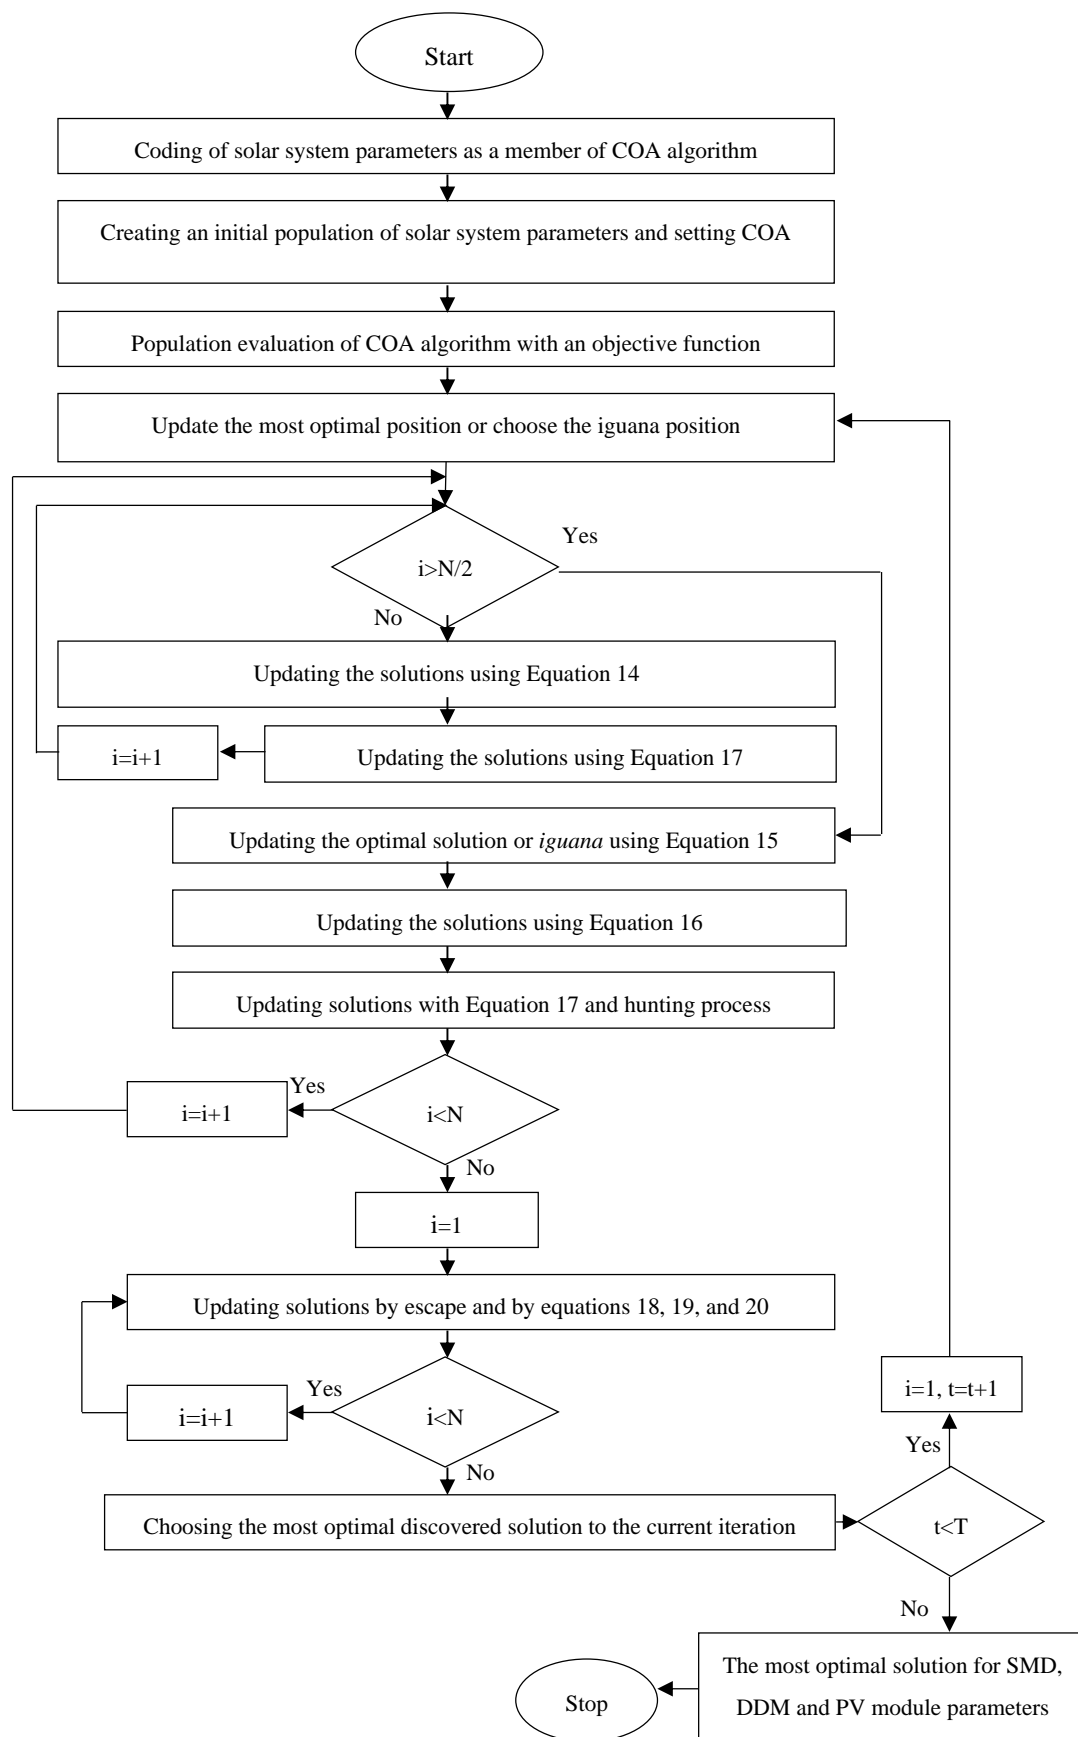 Start
Coding of solar system parameters as a member of COA algorithm
Creating an initial population of solar system parameters and setting COA
Population evaluation of COA algorithm with an objective function
Update the most optimal position or choose the iguana position
Yes
i>N/2
No
Updating the solutions using Equation 14
i=i+1
Updating the solutions using Equation 17
Updating the optimal solution or iguana using Equation 15
Updating the solutions using Equation 16
Updating solutions with Equation 17 and hunting process
Yes
i=i+1
i<N
No
i=1
Updating solutions by escape and by equations 18, 19, and 20
Yes
i=i+1
i<N
i=1, t=t+1
Yes
No
Choosing the most optimal discovered solution to the current iteration
t<T
No
The most optimal solution for SMD,
DDM and PV module parameters
Stop